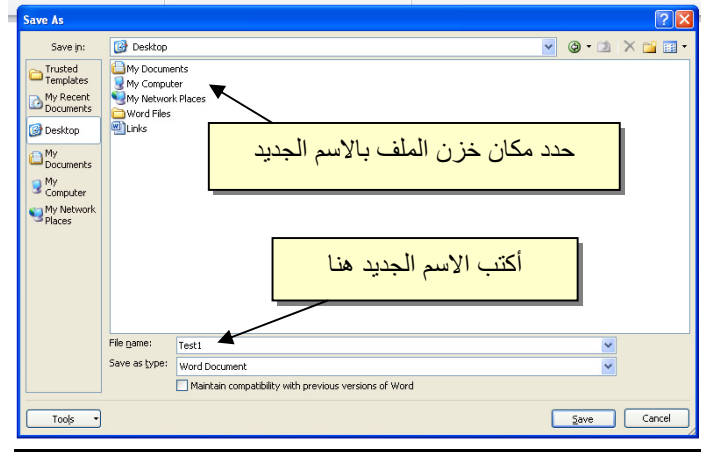 Save As
Save in:
Desktop
Trusted
Templates
My Recent
Documents
Desktop
My
Documents
My
Computer
My Network
Places
My Documents
My Computer
My Network Places
Word Files
Links
حدد مكان خزن الملف بالاسم الجديد
أكتب الاسم الجديد هنا
File name:
Test1
Save as type:
Word Document
Maintain compatibility with previous versions of Word
Tools
Save
Cancel